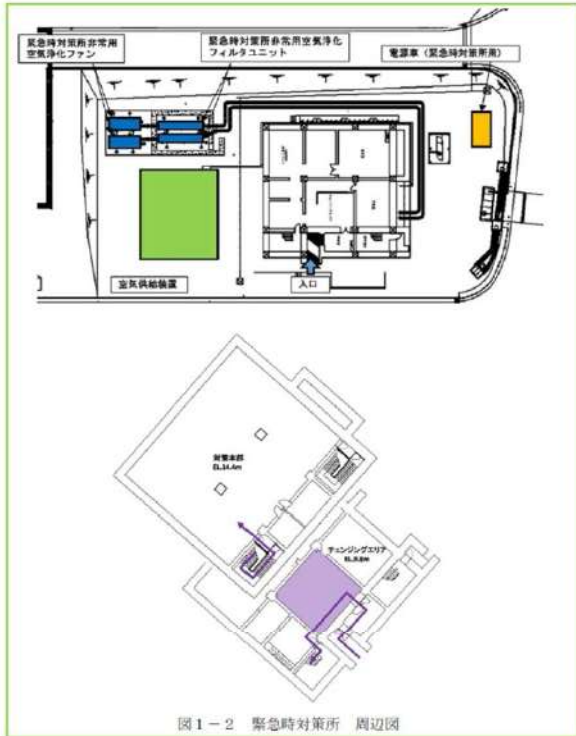 緊急時対策所非常用
空気浄化ファン
緊急時対策所非常用空気浄化
フィルタユニット
電源車（緊急時対策所用）
空気供給装置
入口
対策本部
EL.14.4m
チェンジングエリア
図１－２　緊急時対策所　周辺図